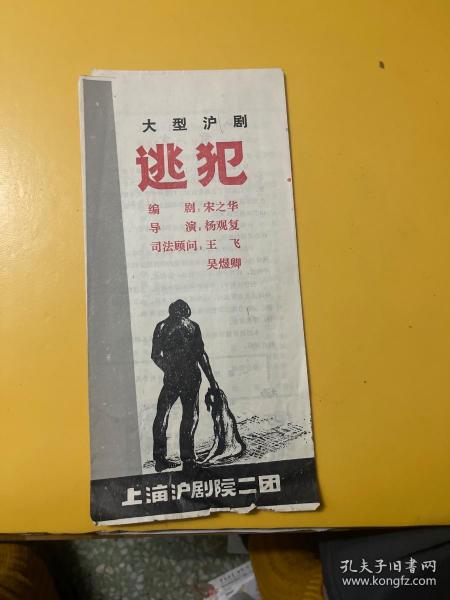 大型沪剧
逃犯
编 剧：宋之华
导 演：杨观复
司法顾问：王 飞
吴煜卿
上海沪剧院二团
孔夫子旧书网
www.kongfz.com